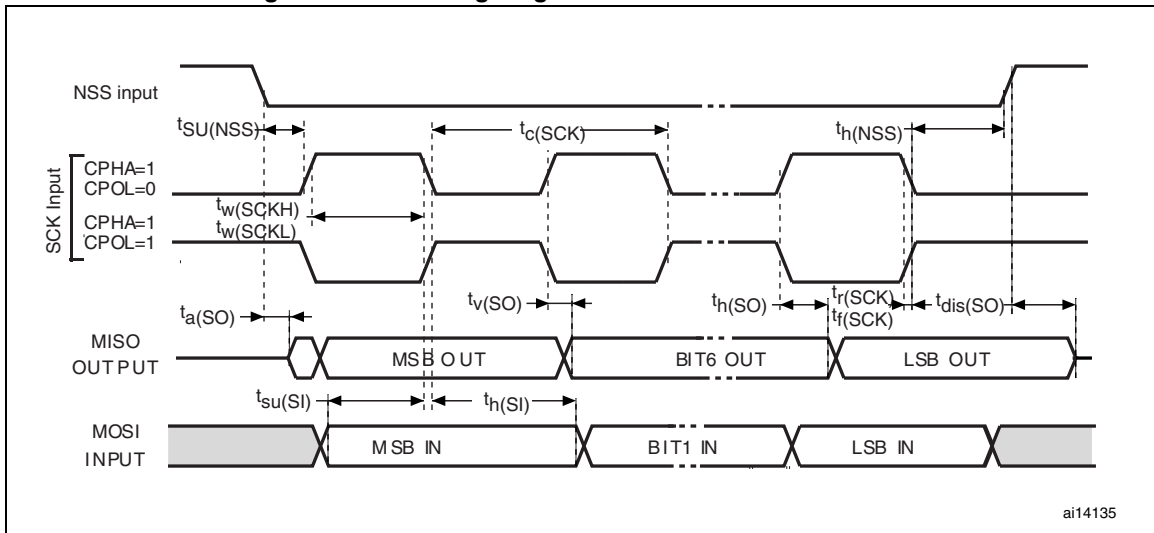 NSS input
tSU(NSS)
tc(SCK)
th(NSS)
SCK Input
CPHA=1
CPOL=0
tw(SCKH)
tw(SCKL)
CPHA=1
CPOL=1
ta(SO)
tv(SO)
th(SO)
tr(SCK)
tf(SCK)
tdis(SO)
MISO
OUTPUT
MSB OUT
BIT6 OUT
LSB OUT
tsu(SI)
th(SI)
MOSI
INPUT
MSB IN
BIT1 IN
LSB IN
ai14135